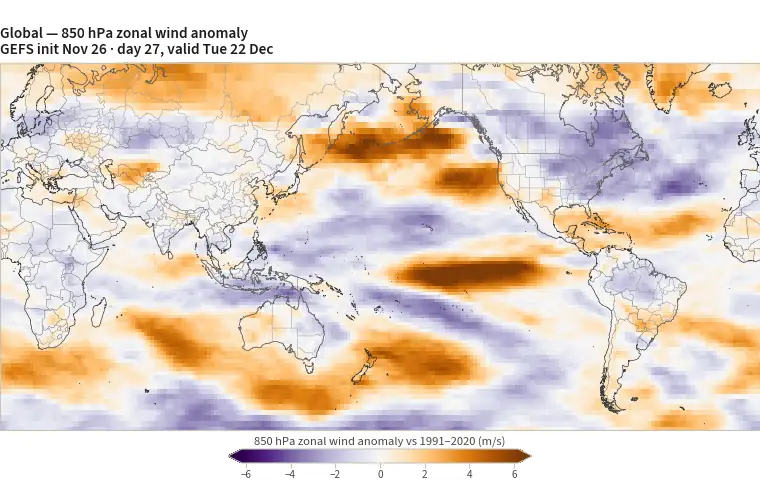 Global — 850 hPa zonal wind anomaly
GEFS init Nov 26 · day 27, valid Tue 22 Dec
850 hPa zonal wind anomaly vs 1991–2020 (m/s)
−6 −4 −2 0 2 4 6